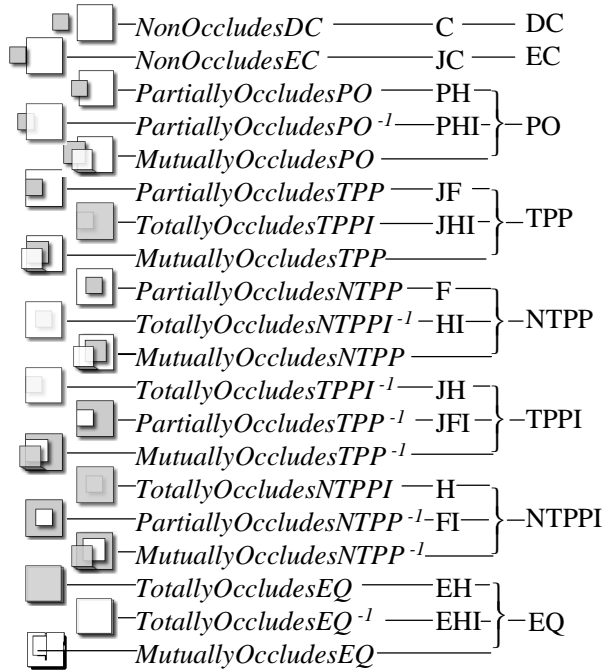 NonOccludesDC C DC
NonOccludesEC JC EC
PartiallyOccludesPO PH
PartiallyOccludesPO -1 PHI PO
MutuallyOccludesPO
PartiallyOccludesTPP JF
TotallyOccludesTPPI JHI TPP
MutuallyOccludesTPP
PartiallyOccludesNTPP F
TotallyOccludesNTPPI -1 HI NTPP
MutuallyOccludesNTPP
TotallyOccludesTPPI -1 JH
PartiallyOccludesTPP -1 JFI TPPI
MutuallyOccludesTPP -1
TotallyOccludesNTPPI H
PartiallyOccludesNTPP -1 FI NTPPI
MutuallyOccludesNTPP -1
TotallyOccludesEQ EH
TotallyOccludesEQ -1 EHI EQ
MutuallyOccludesEQ